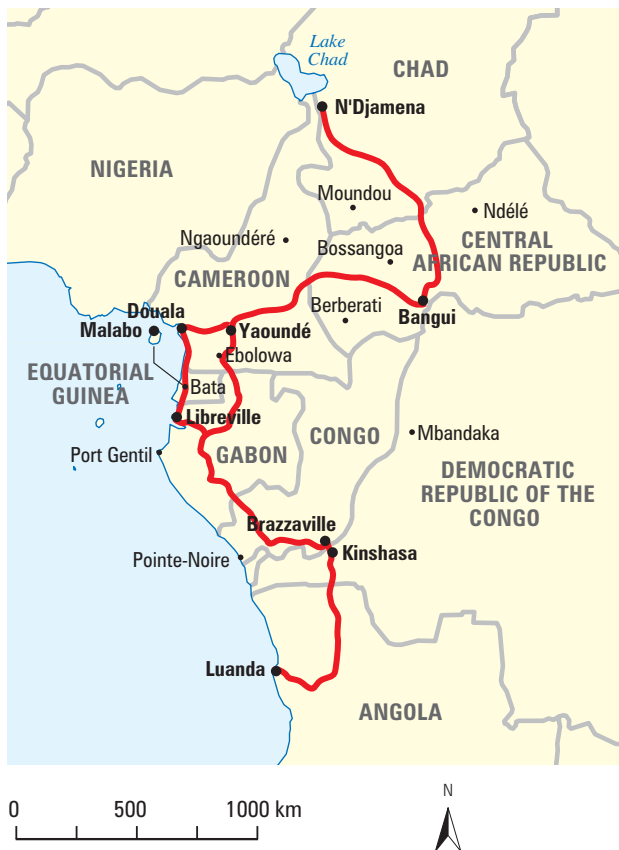 Lake
Chad
CHAD
N'Djamena
NIGERIA
Moundou
Ndélé
Ngaoundéré
Bossangoa
CENTRAL
AFRICAN REPUBLIC
CAMEROON
Douala
Berberati
Bangui
Malabo
Yaoundé
Ebolowa
EQUATORIAL
GUINEA
Bata
Libreville
CONGO
Mbandaka
Port Gentil
GABON
DEMOCRATIC
REPUBLIC OF THE
CONGO
Brazzaville
Kinshasa
Pointe-Noire
Luanda
ANGOLA
0 500 1000 km
N